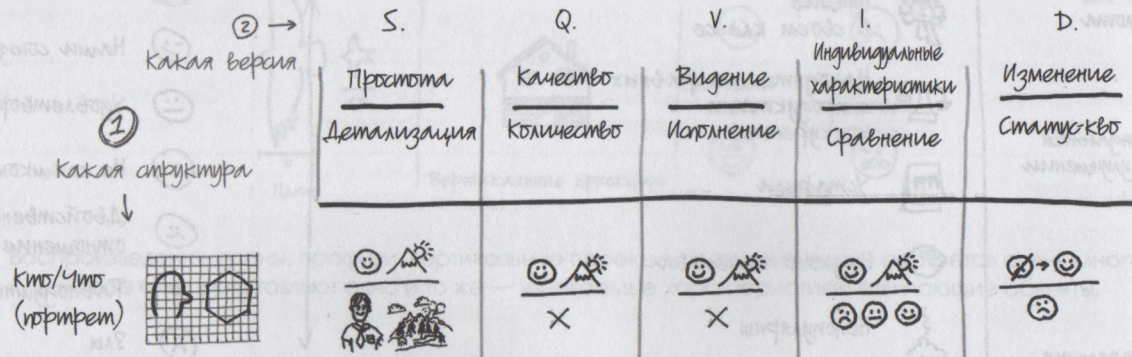 ② → S. Q. V. I. D.
Какая версия
Простота Качество Видение Индивидуальные характеристики Изменение
Детализация Количество Исполнение Сравнение Статус-кво
①
Какая структура
Кто/Что
(портрет)